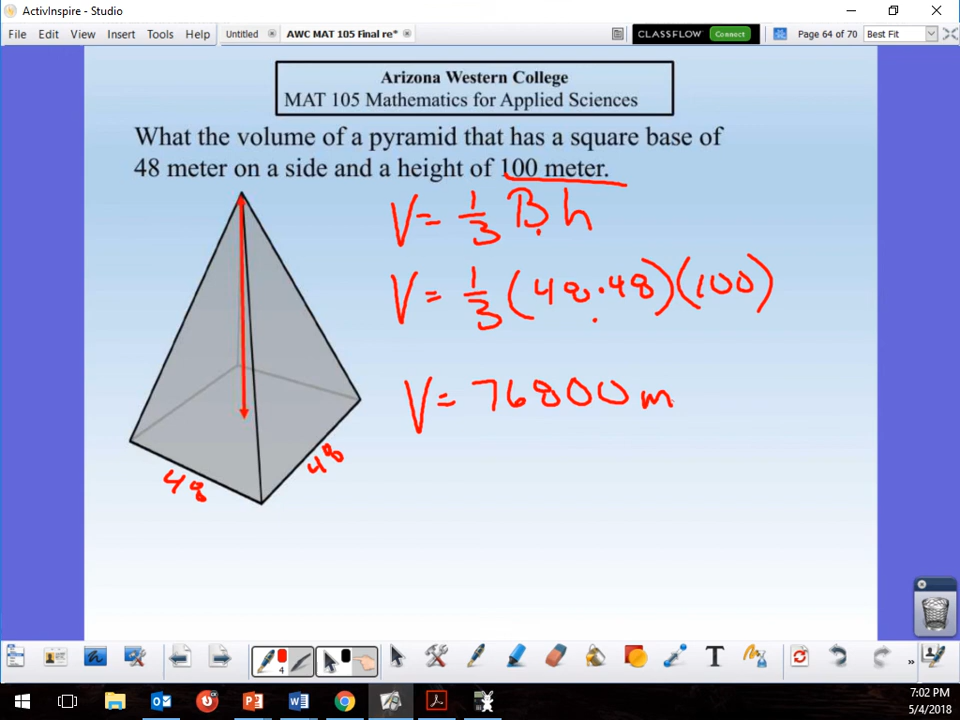 ActivInspire - Studio
File Edit View Insert Tools Help Untitled AWC MAT 105 Final re* CLASSFLOW Connect Page 64 of 70 Best Fit
Arizona Western College
MAT 105 Mathematics for Applied Sciences
What the volume of a pyramid that has a square base of
48 meter on a side and a height of 100 meter.
V = 1/3 B h
V = 1/3 (48·48)(100)
V = 76800 m
48
48
4
7:02 PM
5/4/2018